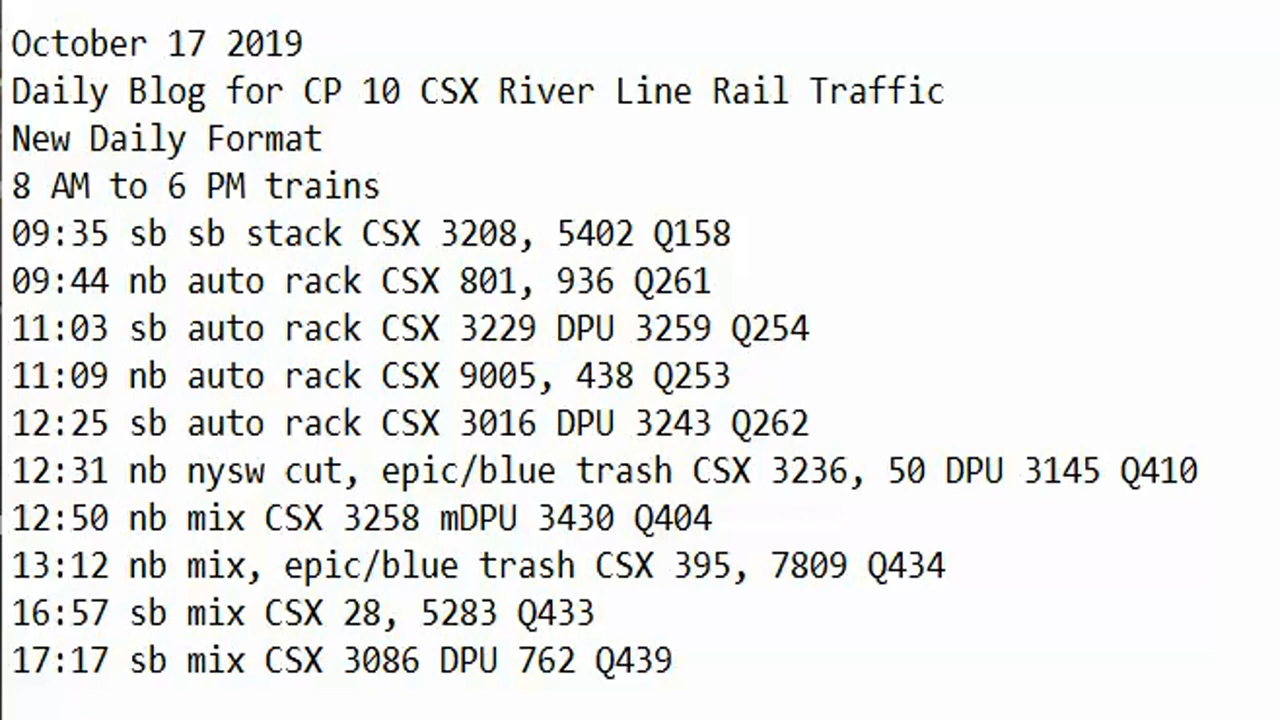 October 17 2019
Daily Blog for CP 10 CSX River Line Rail Traffic
New Daily Format
8 AM to 6 PM trains
09:35 sb sb stack CSX 3208, 5402 Q158
09:44 nb auto rack CSX 801, 936 Q261
11:03 sb auto rack CSX 3229 DPU 3259 Q254
11:09 nb auto rack CSX 9005, 438 Q253
12:25 sb auto rack CSX 3016 DPU 3243 Q262
12:31 nb nysw cut, epic/blue trash CSX 3236, 50 DPU 3145 Q410
12:50 nb mix CSX 3258 mDPU 3430 Q404
13:12 nb mix, epic/blue trash CSX 395, 7809 Q434
16:57 sb mix CSX 28, 5283 Q433
17:17 sb mix CSX 3086 DPU 762 Q439